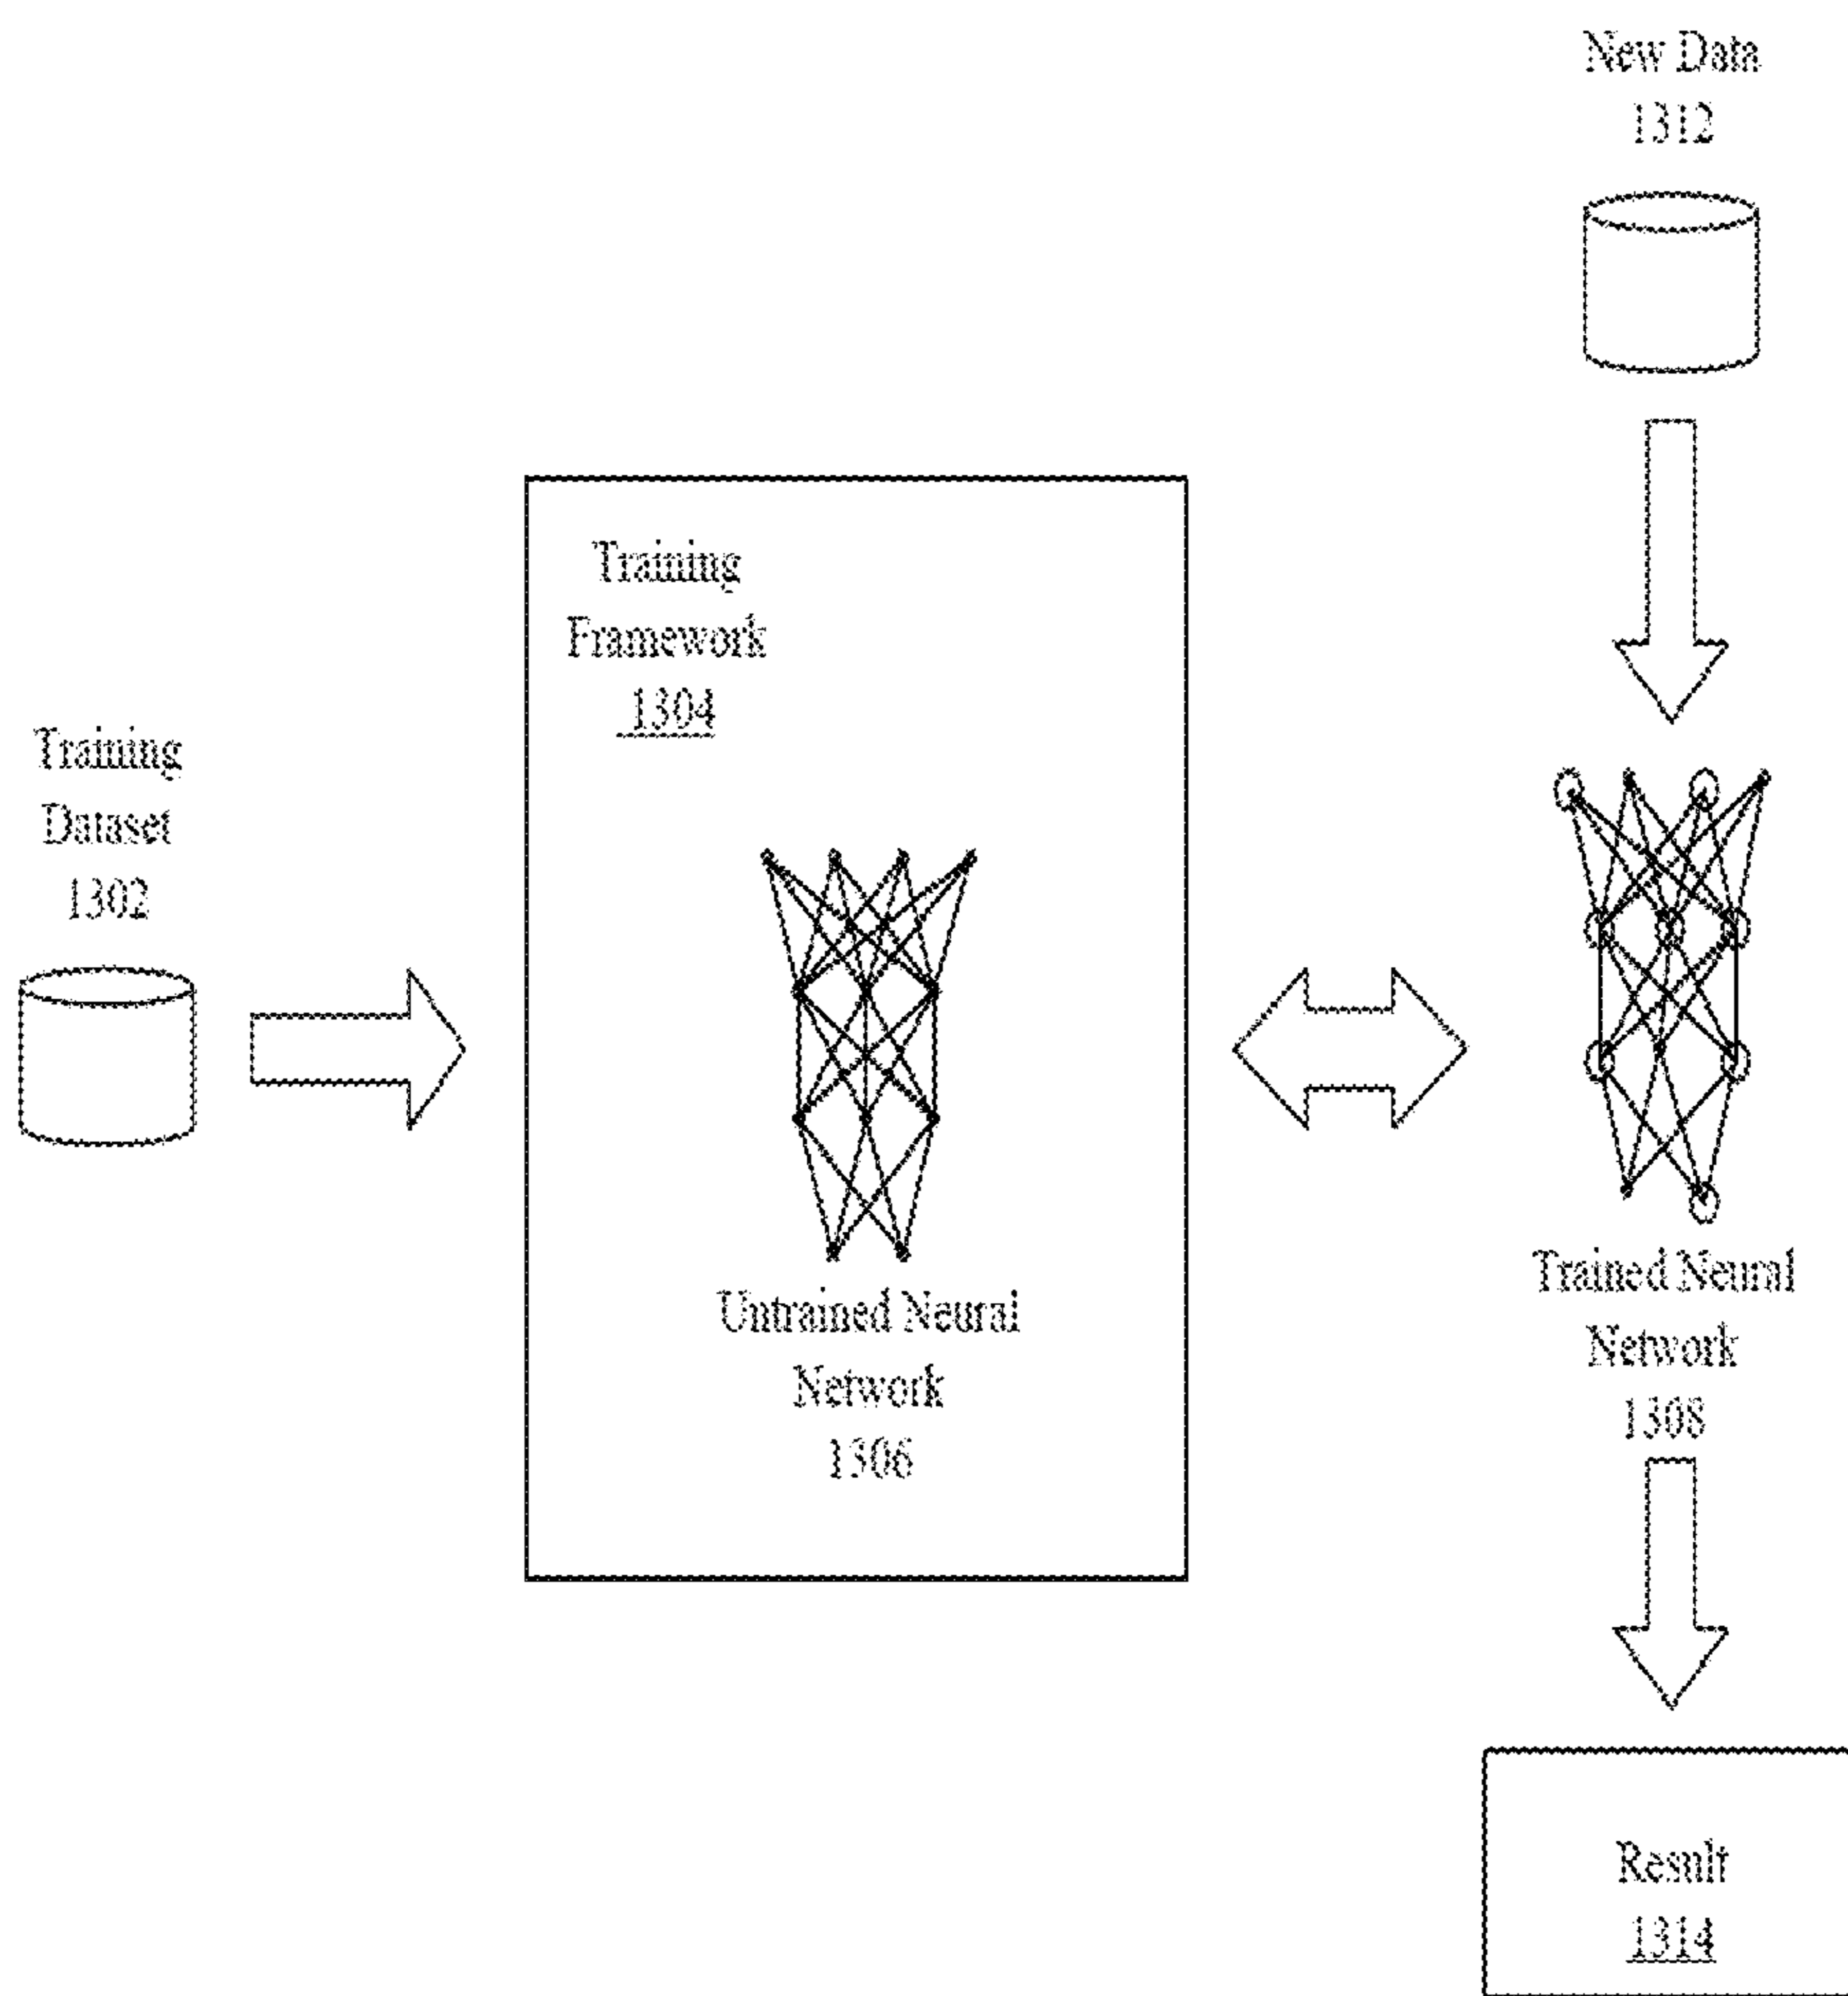 New Data
1312
Training
Framework
1304
Training
Dataset
1302
Untrained Neural
Network
1306
Trained Neural
Network
1308
Result
1314